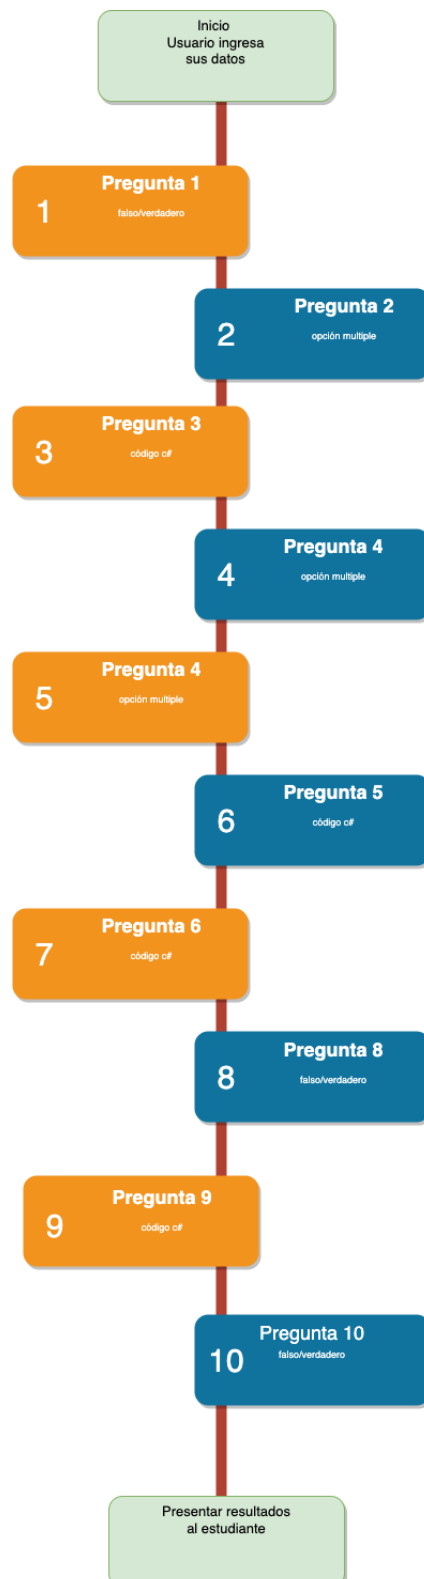 Inicio
Usuario ingresa
sus datos
Pregunta 1
1
falso/verdadero
Pregunta 2
2
opción multiple
Pregunta 3
3
código c#
Pregunta 4
4
opción multiple
Pregunta 4
5
opción multiple
Pregunta 5
6
código c#
Pregunta 6
7
código c#
Pregunta 8
8
falso/verdadero
Pregunta 9
9
código c#
Pregunta 10
10
falso/verdadero
Presentar resultados
al estudiante